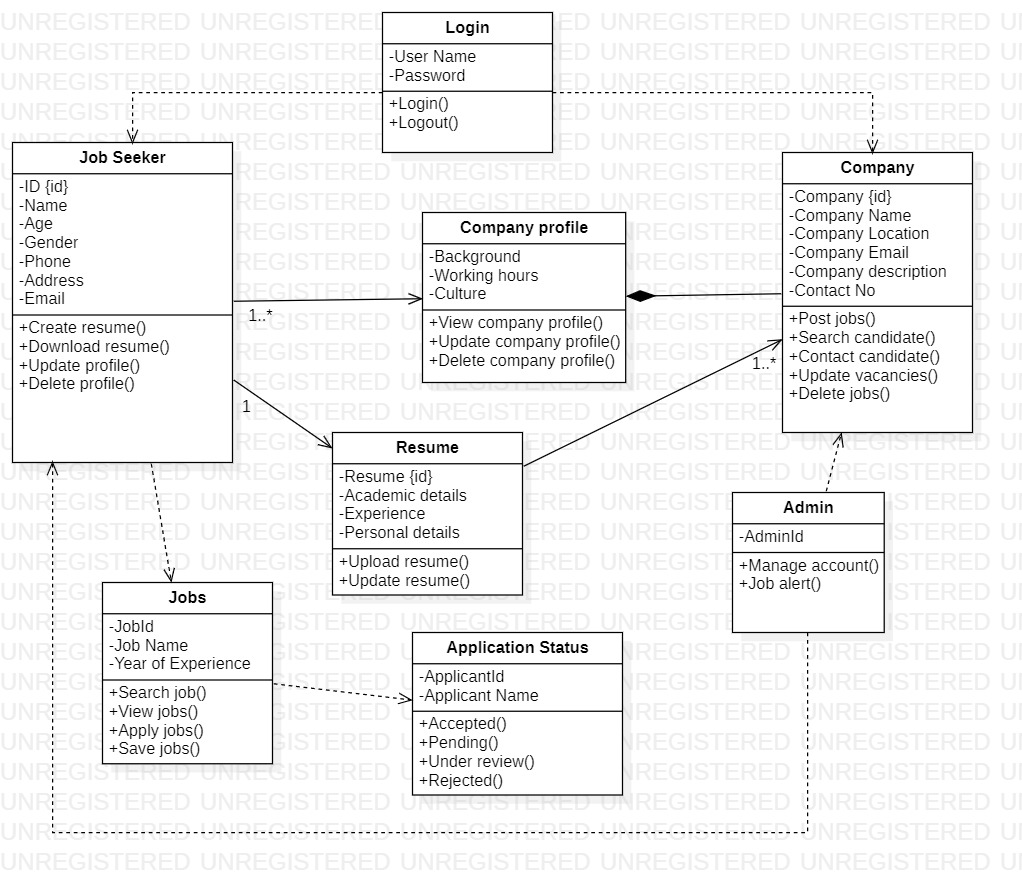 Login
-User Name
-Password
+Login()
+Logout()
Job Seeker
-ID {id}
-Name
-Age
-Gender
-Phone
-Address
-Email
+Create resume()
+Download resume()
+Update profile()
+Delete profile()
Company profile
-Background
-Working hours
-Culture
+View company profile()
+Update company profile()
+Delete company profile()
Company
-Company {id}
-Company Name
-Company Location
-Company Email
-Company description
-Contact No
+Post jobs()
+Search candidate()
+Contact candidate()
+Update vacancies()
+Delete jobs()
1..*
1..*
1
Resume
-Resume {id}
-Academic details
-Experience
-Personal details
+Upload resume()
+Update resume()
Admin
-AdminId
+Manage account()
+Job alert()
Jobs
-JobId
-Job Name
-Year of Experience
+Search job()
+View jobs()
+Apply jobs()
+Save jobs()
Application Status
-ApplicantId
-Applicant Name
+Accepted()
+Pending()
+Under review()
+Rejected()
UNREGISTERED UNREGISTERED UNREGISTERED UNREGISTERED UNREGISTERED